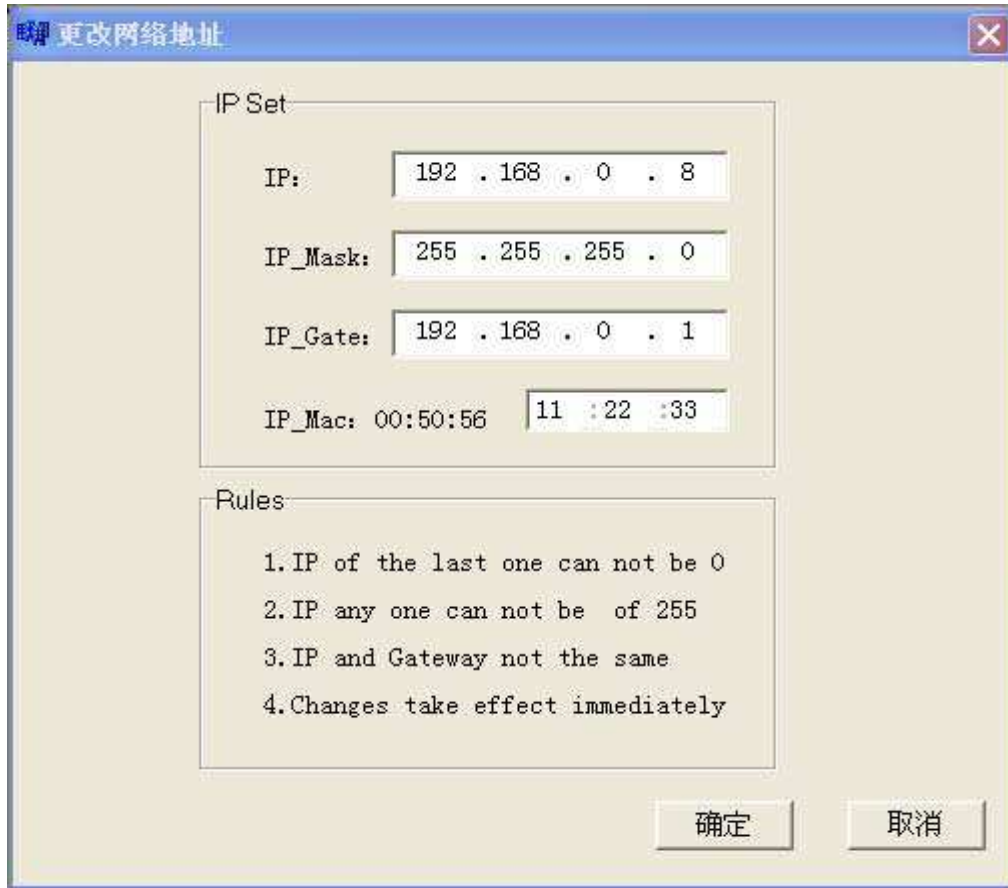 更改网络地址
IP Set
IP: 192 . 168 . 0 . 8
IP_Mask: 255 . 255 . 255 . 0
IP_Gate: 192 . 168 . 0 . 1
IP_Mac: 00:50:56 11 :22 :33
Rules
1.IP of the last one can not be 0
2.IP any one can not be of 255
3.IP and Gateway not the same
4.Changes take effect immediately
确定 取消